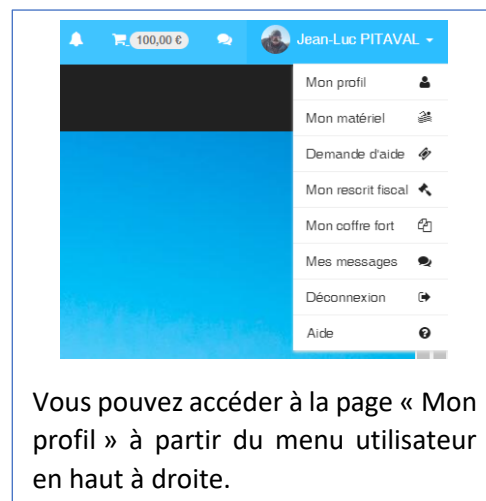 100,00 € Jean-Luc PITAVAL
Mon profil
Mon matériel
Demande d'aide
Mon rescrit fiscal
Mon coffre fort
Mes messages
Déconnexion
Aide
Vous pouvez accéder à la page « Mon
profil » à partir du menu utilisateur
en haut à droite.